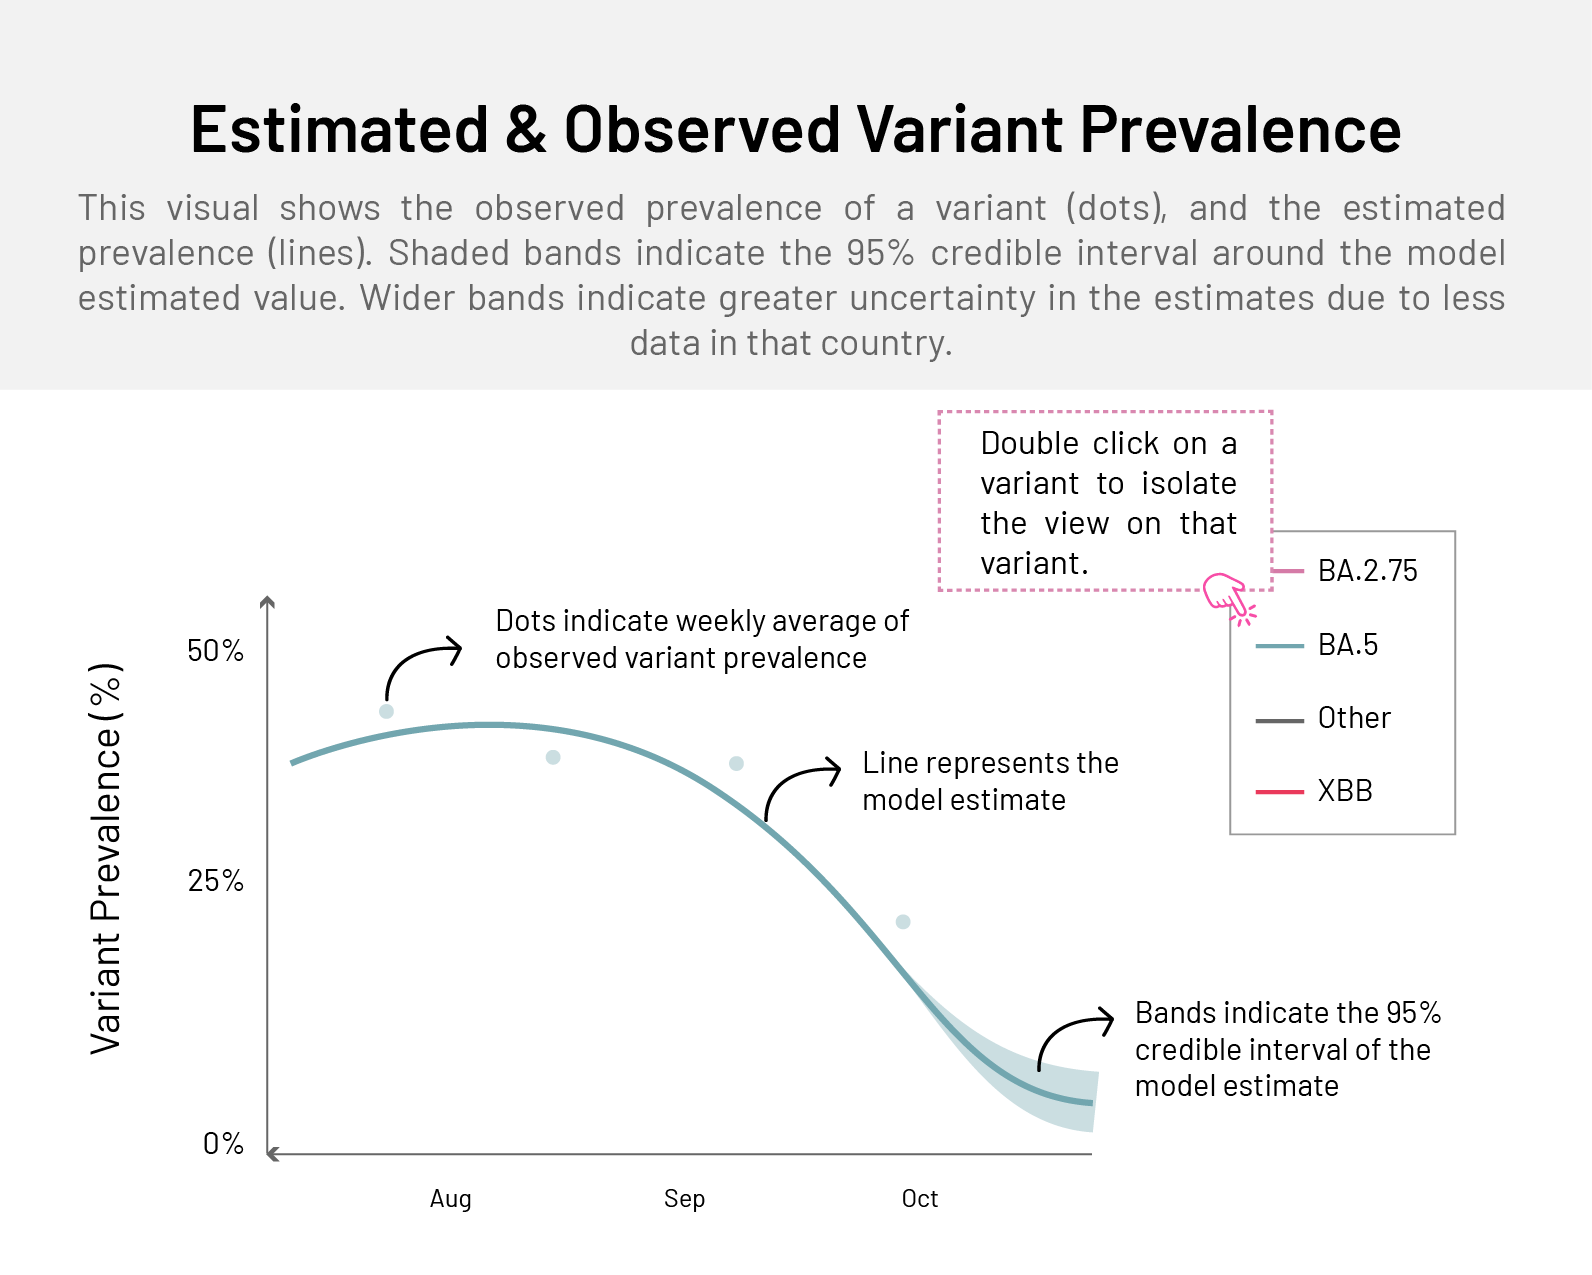 Estimated & Observed Variant Prevalence
This visual shows the observed prevalence of a variant (dots), and the estimated
prevalence (lines). Shaded bands indicate the 95% credible interval around the model
estimated value. Wider bands indicate greater uncertainty in the estimates due to less
data in that country.
Double click on a
variant to isolate
the view on that
variant.
BA.2.75
BA.5
Other
XBB
Dots indicate weekly average of
observed variant prevalence
Line represents the
model estimate
Bands indicate the 95%
credible interval of the
model estimate
Variant Prevalence (%)
50%
25%
0%
Aug
Sep
Oct